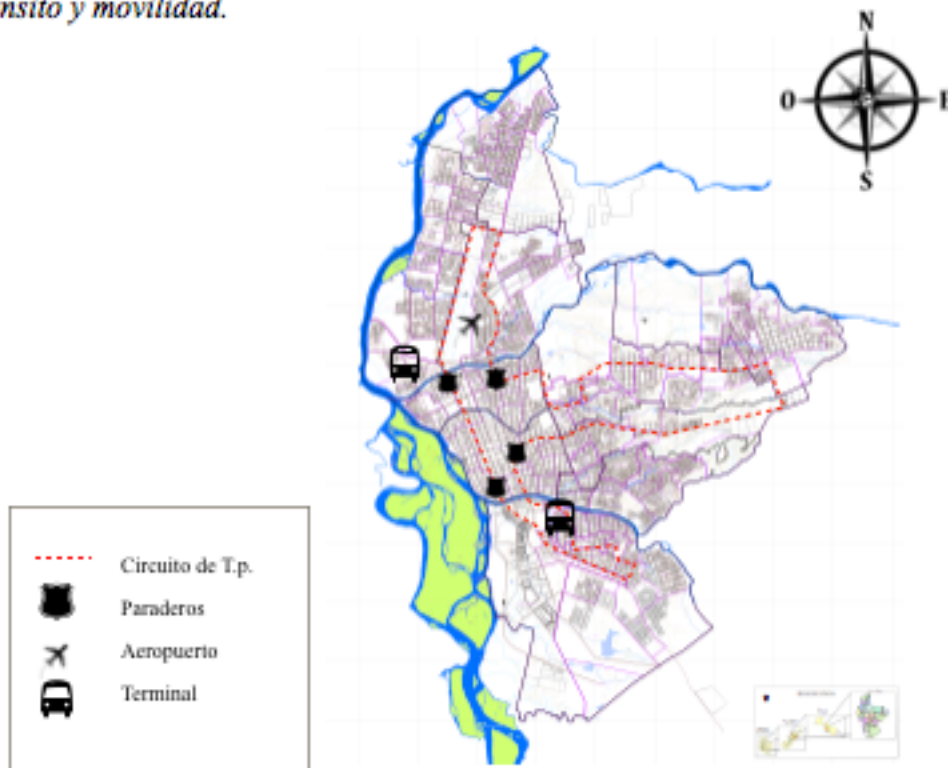 nsito y movilidad.
N
O
E
S
Circuito de T.p.
Paraderos
Aeropuerto
Terminal